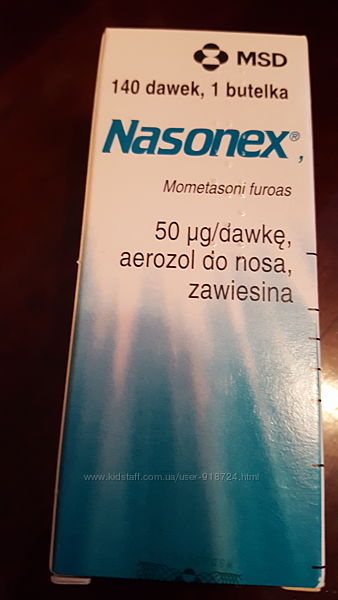 MSD
140 dawek, 1 butelka
Nasonex®,
Mometasoni furoas
50 µg/dawkę,
aerozol do nosa,
zawiesina
www.kidstaff.com.ua/user-918724.html